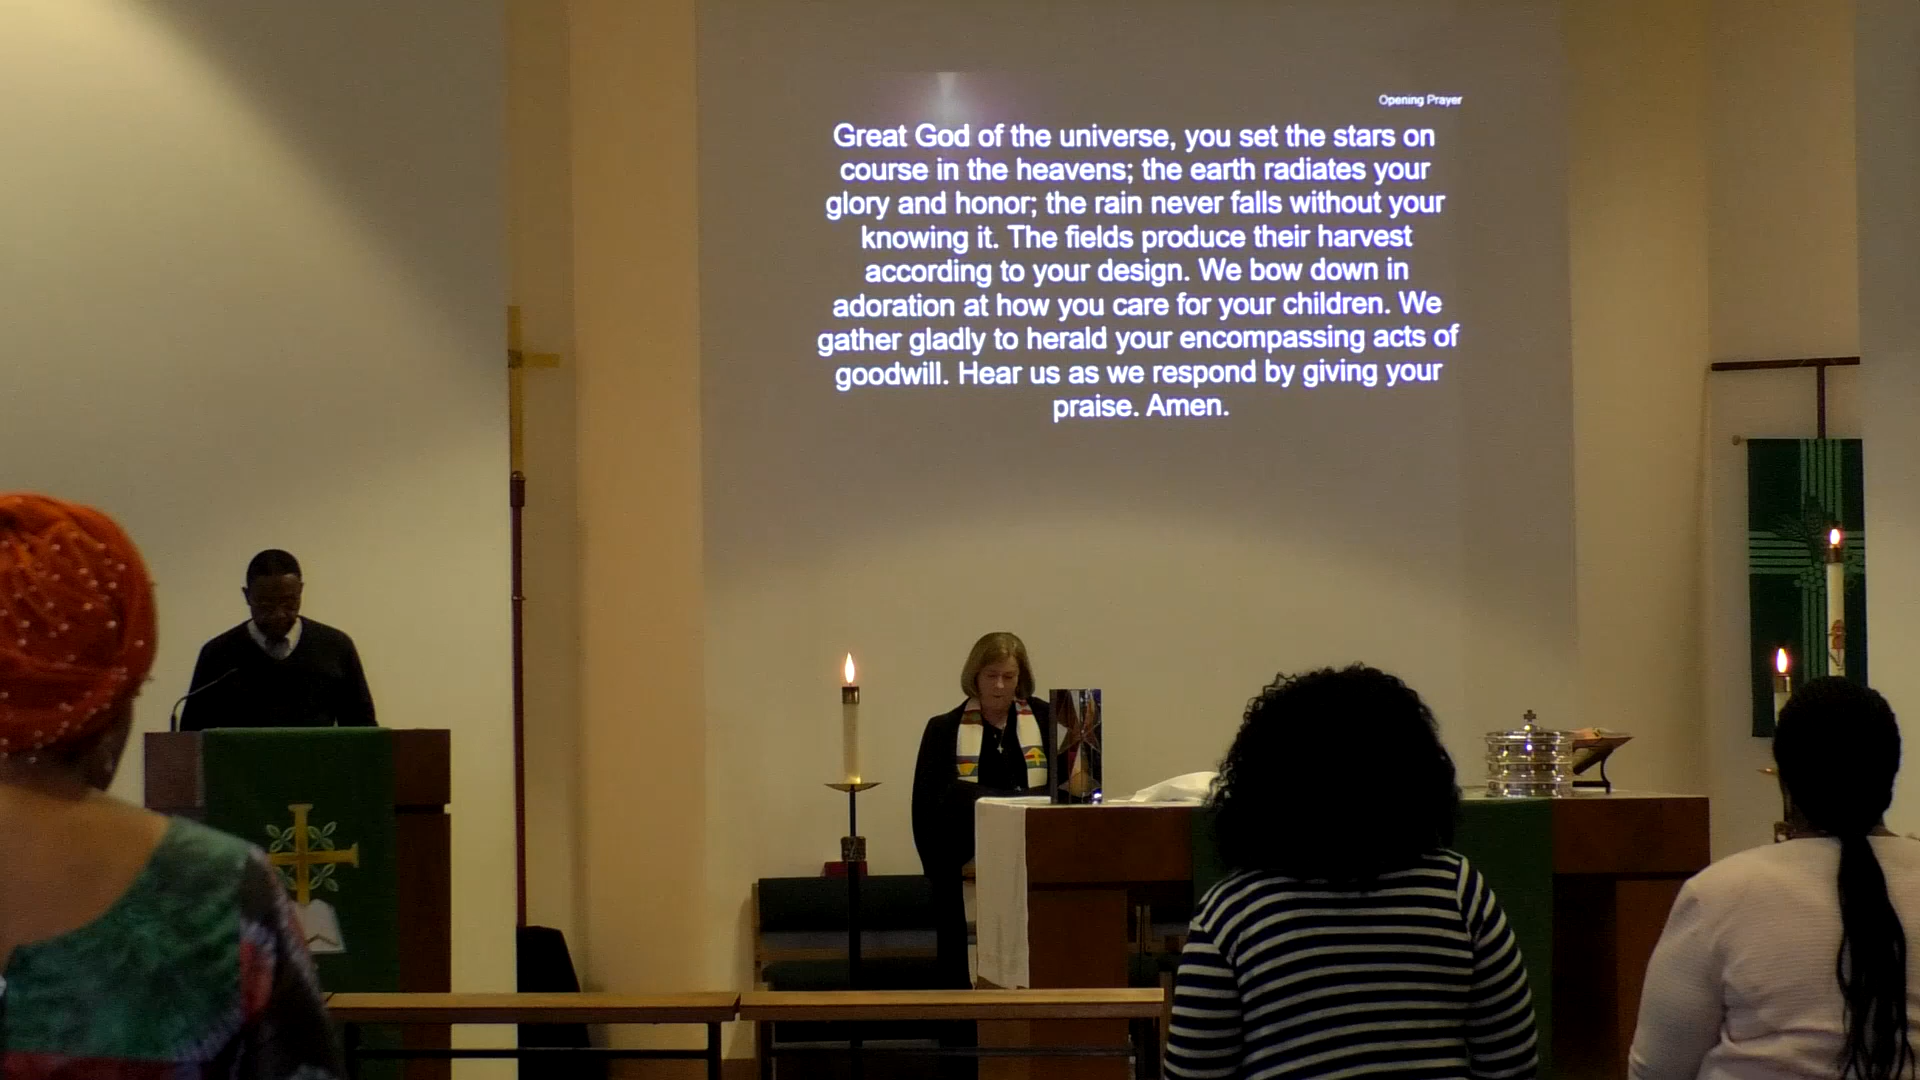 Opening Prayer
Great God of the universe, you set the stars on
course in the heavens; the earth radiates your
glory and honor; the rain never falls without your
knowing it. The fields produce their harvest
according to your design. We bow down in
adoration at how you care for your children. We
gather gladly to herald your encompassing acts of
goodwill. Hear us as we respond by giving your
praise. Amen.